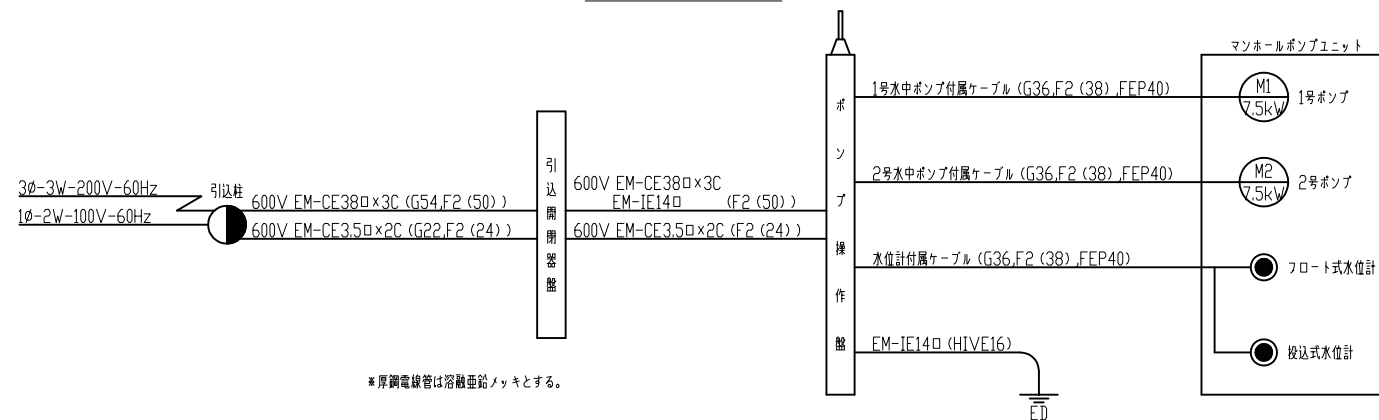 マンホールポンプユニット
1号水中ポンプ付属ケーブル (G36,F2 (38) ,FEP40)
M1
7.5kW
1号ポンプ
2号水中ポンプ付属ケーブル (G36,F2 (38) ,FEP40)
M2
7.5kW
2号ポンプ
3φ-3W-200V-60Hz
1φ-2W-100V-60Hz
引込柱
600V EM-CE38□×3C (G54,F2 (50) )
600V EM-CE3.5□×2C (G22,F2 (24) )
引込開閉器盤
600V EM-CE38□×3C
EM-IE14□ (F2 (50) )
600V EM-CE3.5□×2C (F2 (24) )
ポンプ操作盤
水位計付属ケーブル (G36,F2 (38) ,FEP40)
フロート式水位計
投込式水位計
EM-IE14□ (HIVE16)
ED
※厚鋼電線管は溶融亜鉛メッキとする。